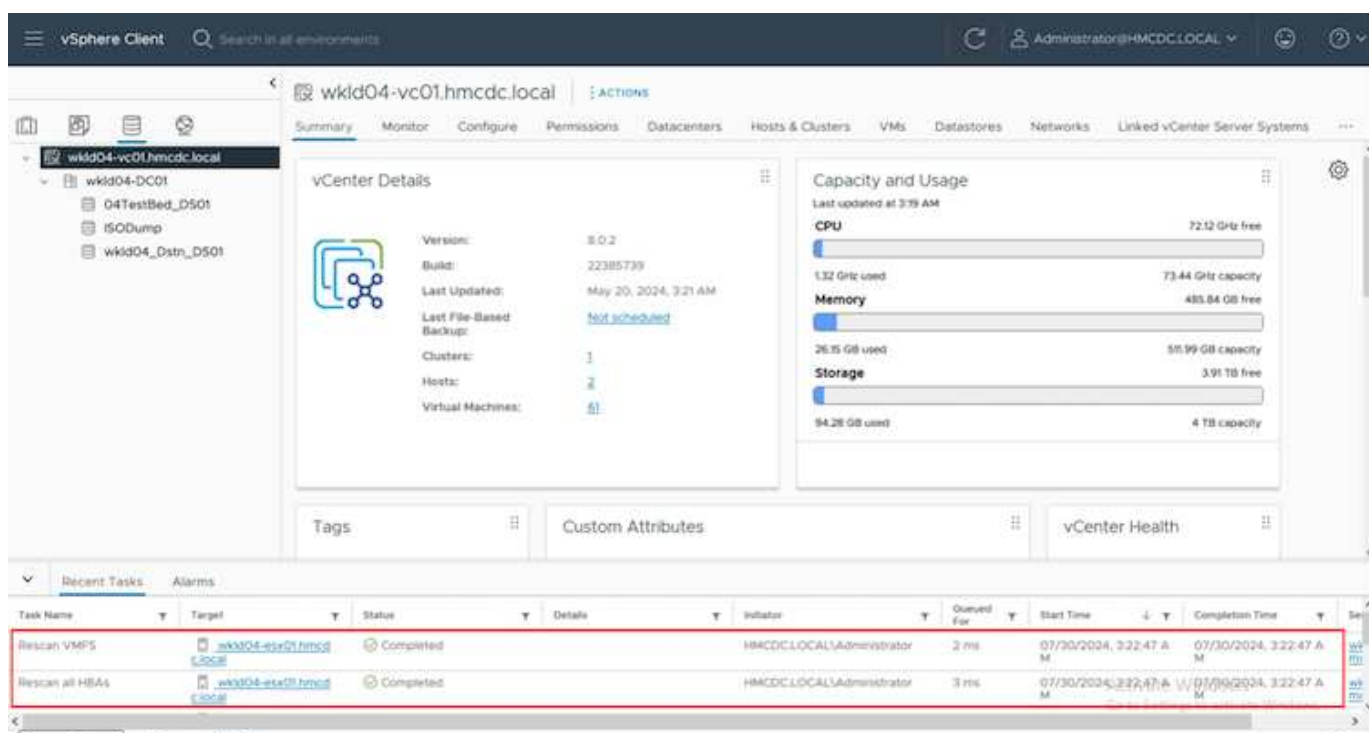 vSphere Client
Search in all environments
Administrator@HMCDC.LOCAL
wkld04-vc01.hmcdc.local
ACTIONS
Summary Monitor Configure Permissions Datacenters Hosts & Clusters VMs Datastores Networks Linked vCenter Server Systems ...
wkld04-vc01.hmcdc.local
wkld04-DC01
04TestBed_DS01
ISODump
wkld04_Dstn_DS01
vCenter Details
Version: 8.0.2
Build: 22385739
Last Updated: May 20, 2024, 3:21 AM
Last File-Based Backup: Not scheduled
Clusters: 1
Hosts: 2
Virtual Machines: 61
Capacity and Usage
Last updated at 3:19 AM
CPU 72.12 GHz free
1.32 GHz used 73.44 GHz capacity
Memory 485.84 GB free
26.15 GB used 511.99 GB capacity
Storage 3.91 TB free
94.28 GB used 4 TB capacity
Tags
Custom Attributes
vCenter Health
Recent Tasks Alarms
Task Name Target Status Details Initiator Queued For Start Time Completion Time Se
Rescan VMFS wkld04-esx01.hmcdc.local Completed HMCDC.LOCAL\Administrator 2 ms 07/30/2024, 3:22:47 AM 07/30/2024, 3:22:47 AM
Rescan all HBAs wkld04-esx01.hmcdc.local Completed HMCDC.LOCAL\Administrator 3 ms 07/30/2024, 3:22:47 AM 07/30/2024, 3:22:47 AM